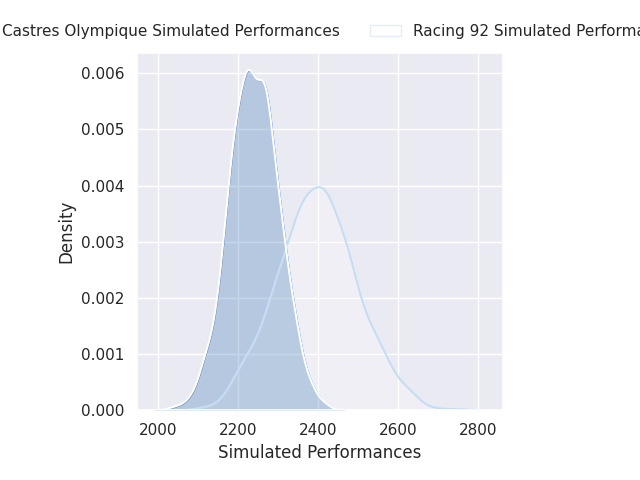 Castres Olympique Simulated Performances
Racing 92 Simulated
0.006
0.005
0.004
0.003
0.002
0.001
0.000
Density
2000 2200 2400 2600 2800
Simulated Performances